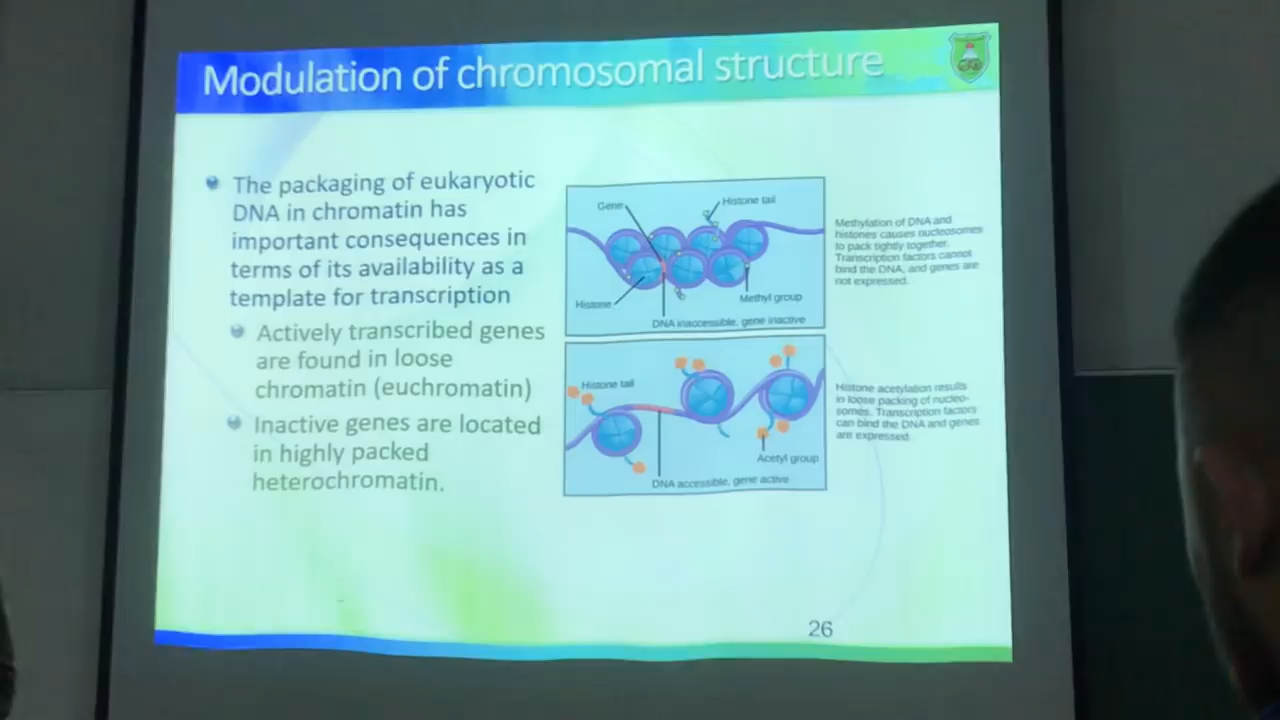 Modulation of chromosomal structure
The packaging of eukaryotic
DNA in chromatin has
important consequences in
terms of its availability as a
template for transcription
Actively transcribed genes
are found in loose
chromatin (euchromatin)
Inactive genes are located
in highly packed
heterochromatin.
Gene
Histone tail
Histone
Methyl group
DNA inaccessible, gene inactive
Methylation of DNA and
histones causes nucleosomes
to pack tightly together.
Transcription factors cannot
bind the DNA, and genes are
not expressed.
Histone tail
Acetyl group
DNA accessible, gene active
Histone acetylation results
in loose packing of nucleo-
somes. Transcription factors
can bind the DNA and genes
are expressed.
26